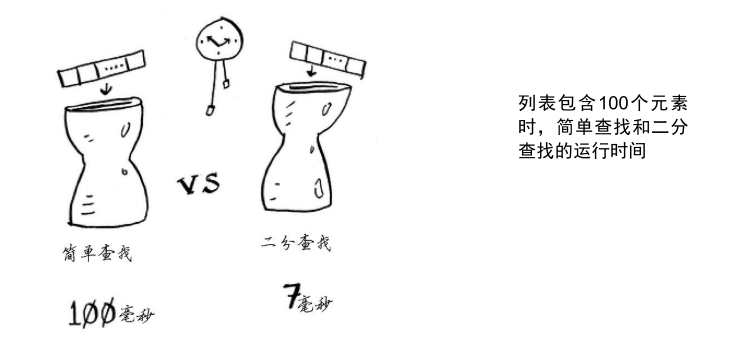 VS
简单查找
二分查找
100毫秒
7毫秒
列表包含100个元素
时，简单查找和二分
查找的运行时间